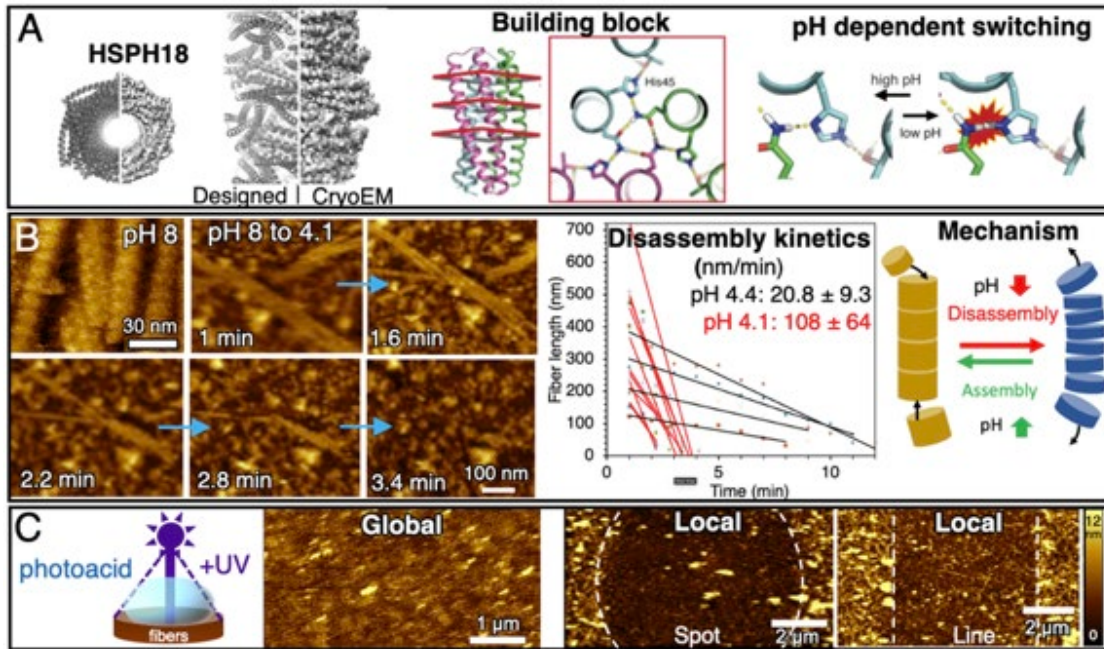 A
HSPH18
Designed | CryoEM
Building block
His45
pH dependent switching
high pH
low pH
B
pH 8
30 nm
pH 8 to 4.1
1 min
1.6 min
2.2 min
2.8 min
3.4 min
100 nm
Disassembly kinetics
(nm/min)
pH 4.4: 20.8 ± 9.3
pH 4.1: 108 ± 64
Fiber length (nm)
700
600
500
400
300
200
100
0
0
5
10
Time (min)
Mechanism
pH
Disassembly
Assembly
pH
C
photoacid
+UV
fibers
Global
1 µm
Local
Spot
2 µm
Local
Line
2 µm
12
nm
0